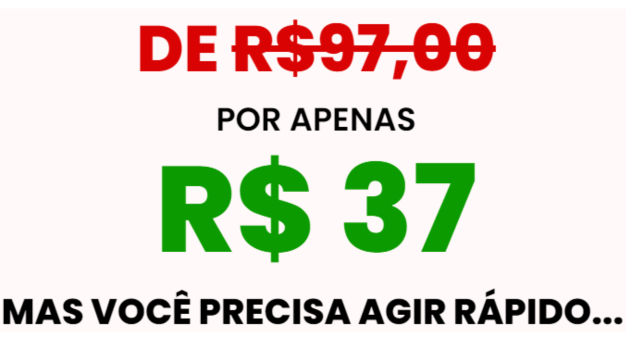 DE R$97,00
POR APENAS
R$ 37
MAS VOCÊ PRECISA AGIR RÁPIDO...